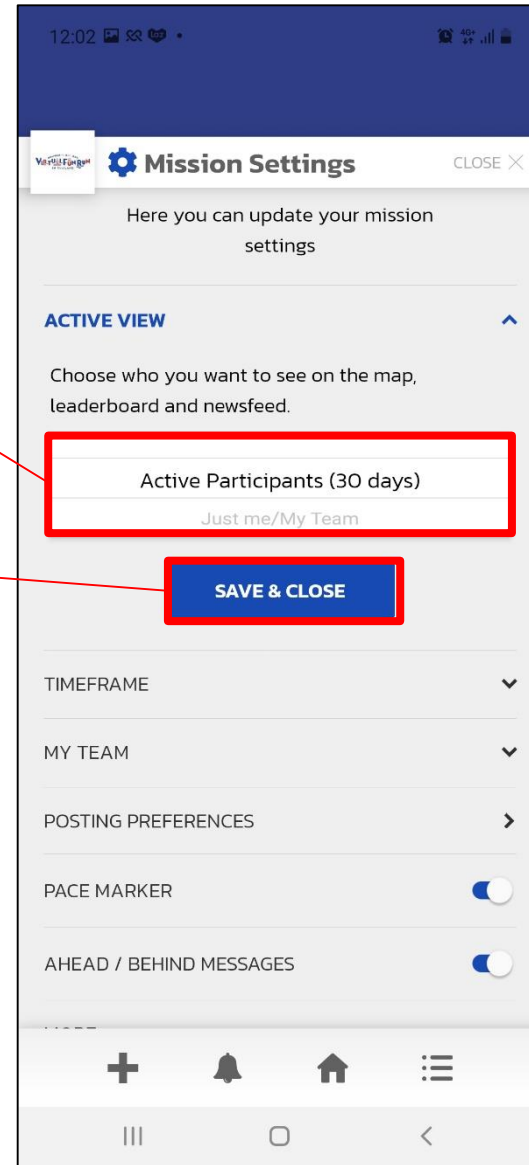 12:02
4G+
Mission Settings
CLOSE
Here you can update your mission
settings
ACTIVE VIEW
Choose who you want to see on the map,
leaderboard and newsfeed.
Active Participants (30 days)
Just me/My Team
SAVE & CLOSE
TIMEFRAME
MY TEAM
POSTING PREFERENCES
PACE MARKER
AHEAD / BEHIND MESSAGES